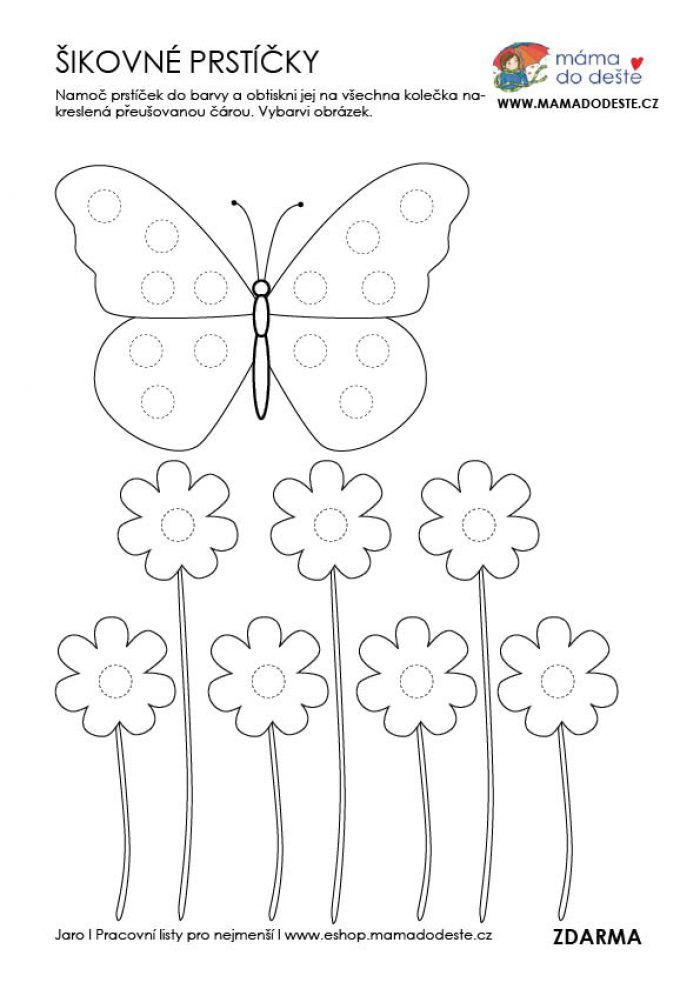 ŠIKOVNÉ PRSTÍČKY
Namoč prstíček do barvy a obtiskni jej na všechna kolečka na-
kreslená přeušovanou čárou. Vybarvi obrázek.
máma
do deště
WWW.MAMADODESTE.CZ
Jaro I Pracovní listy pro nejmenší I www.eshop.mamadodeste.cz
ZDARMA